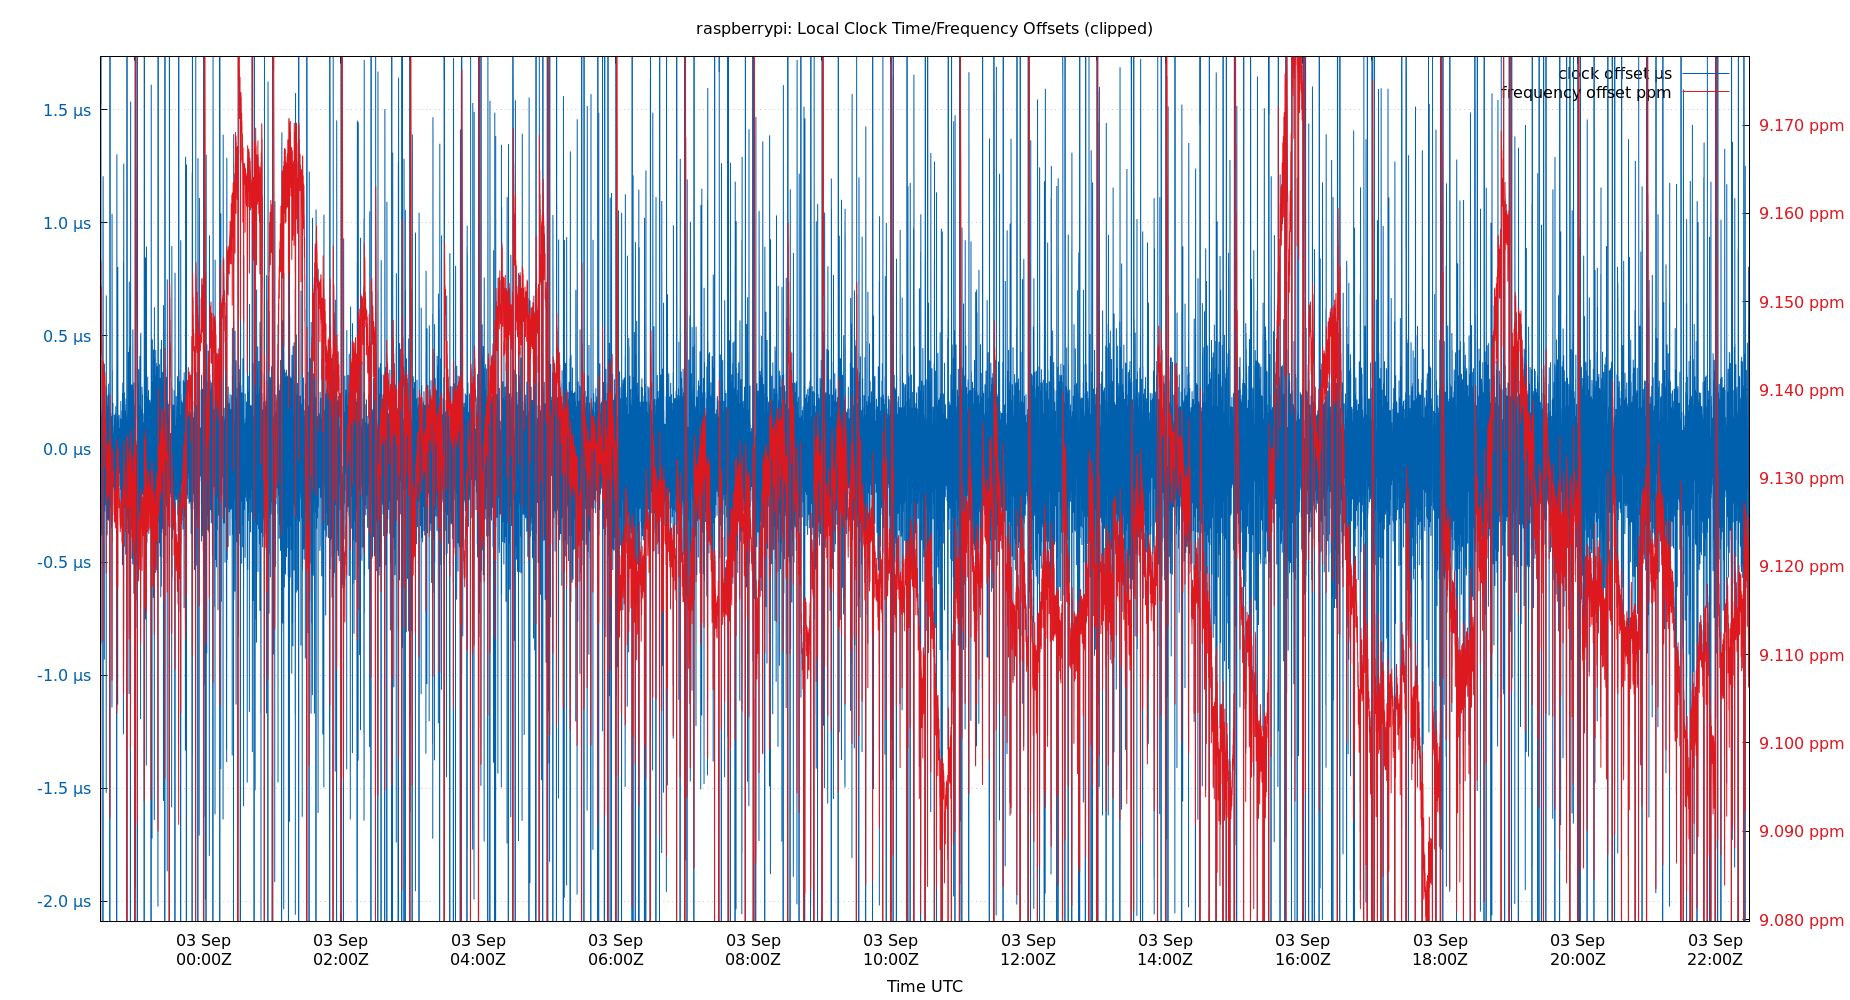 raspberrypi: Local Clock Time/Frequency Offsets (clipped)
clock offset µs
frequency offset ppm
1.5 µs
1.0 µs
0.5 µs
0.0 µs
-0.5 µs
-1.0 µs
-1.5 µs
-2.0 µs
9.170 ppm
9.160 ppm
9.150 ppm
9.140 ppm
9.130 ppm
9.120 ppm
9.110 ppm
9.100 ppm
9.090 ppm
9.080 ppm
03 Sep 03 Sep 03 Sep 03 Sep 03 Sep 03 Sep 03 Sep 03 Sep 03 Sep 03 Sep 03 Sep 03 Sep
00:00Z 02:00Z 04:00Z 06:00Z 08:00Z 10:00Z 12:00Z 14:00Z 16:00Z 18:00Z 20:00Z 22:00Z
Time UTC